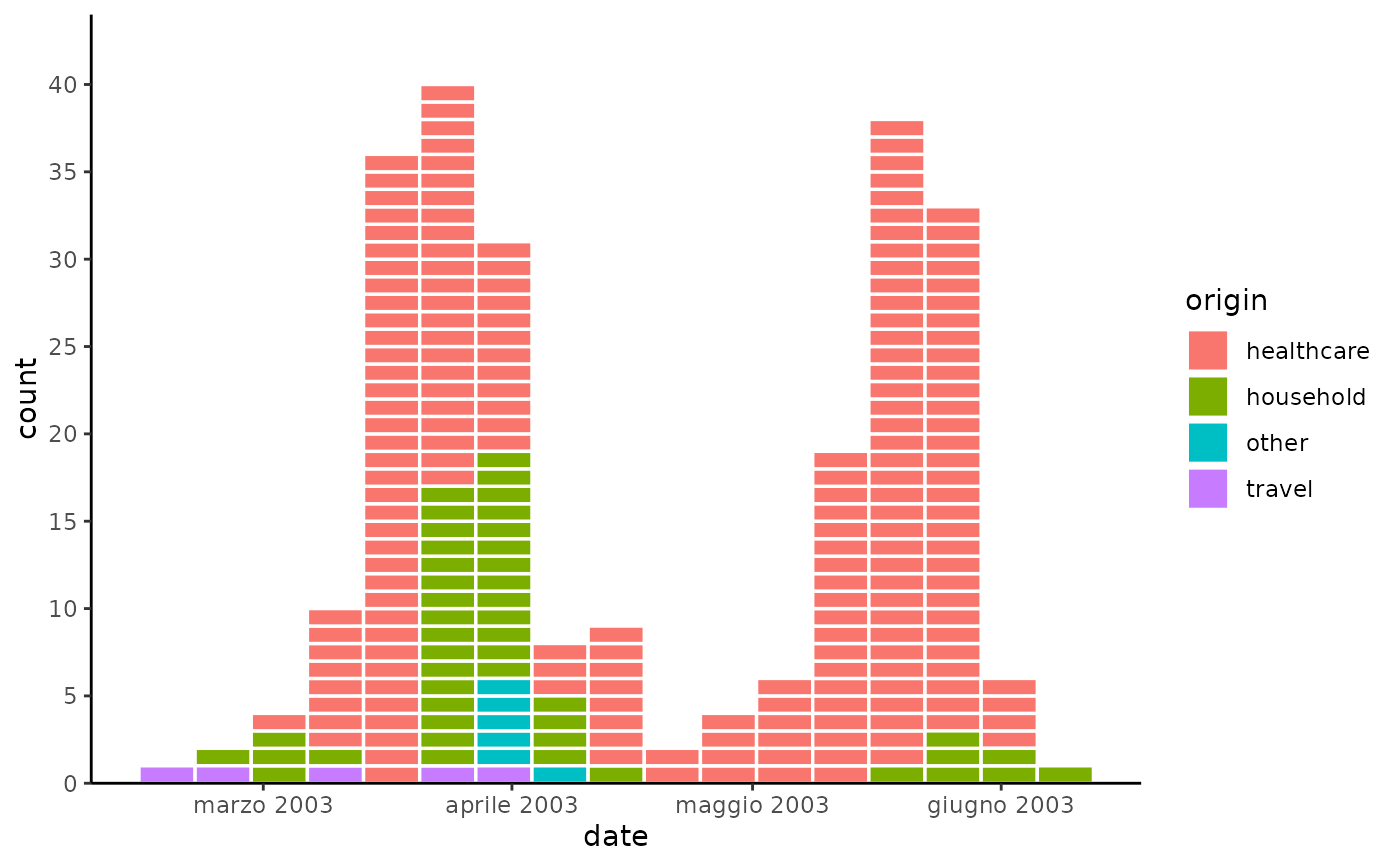 40
35
30
25
20
15
10
5
0
count
marzo 2003
aprile 2003
maggio 2003
giugno 2003
date
origin
healthcare
household
other
travel